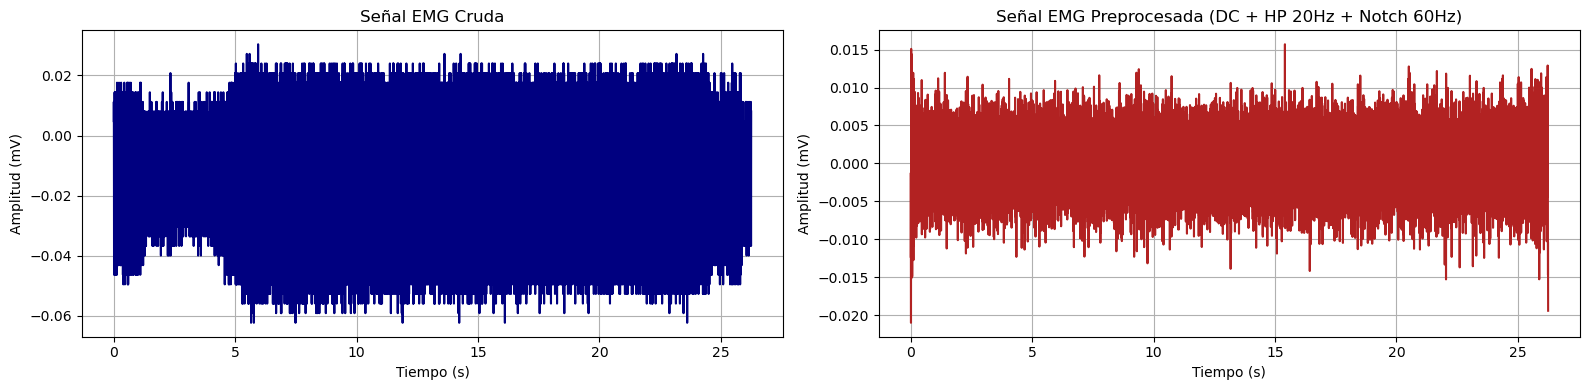 Señal EMG Cruda
Amplitud (mV)
0.02
0.00
−0.02
−0.04
−0.06
0 5 10 15 20 25
Tiempo (s)
Señal EMG Preprocesada (DC + HP 20Hz + Notch 60Hz)
Amplitud (mV)
0.015
0.010
0.005
0.000
−0.005
−0.010
−0.015
−0.020
0 5 10 15 20 25
Tiempo (s)